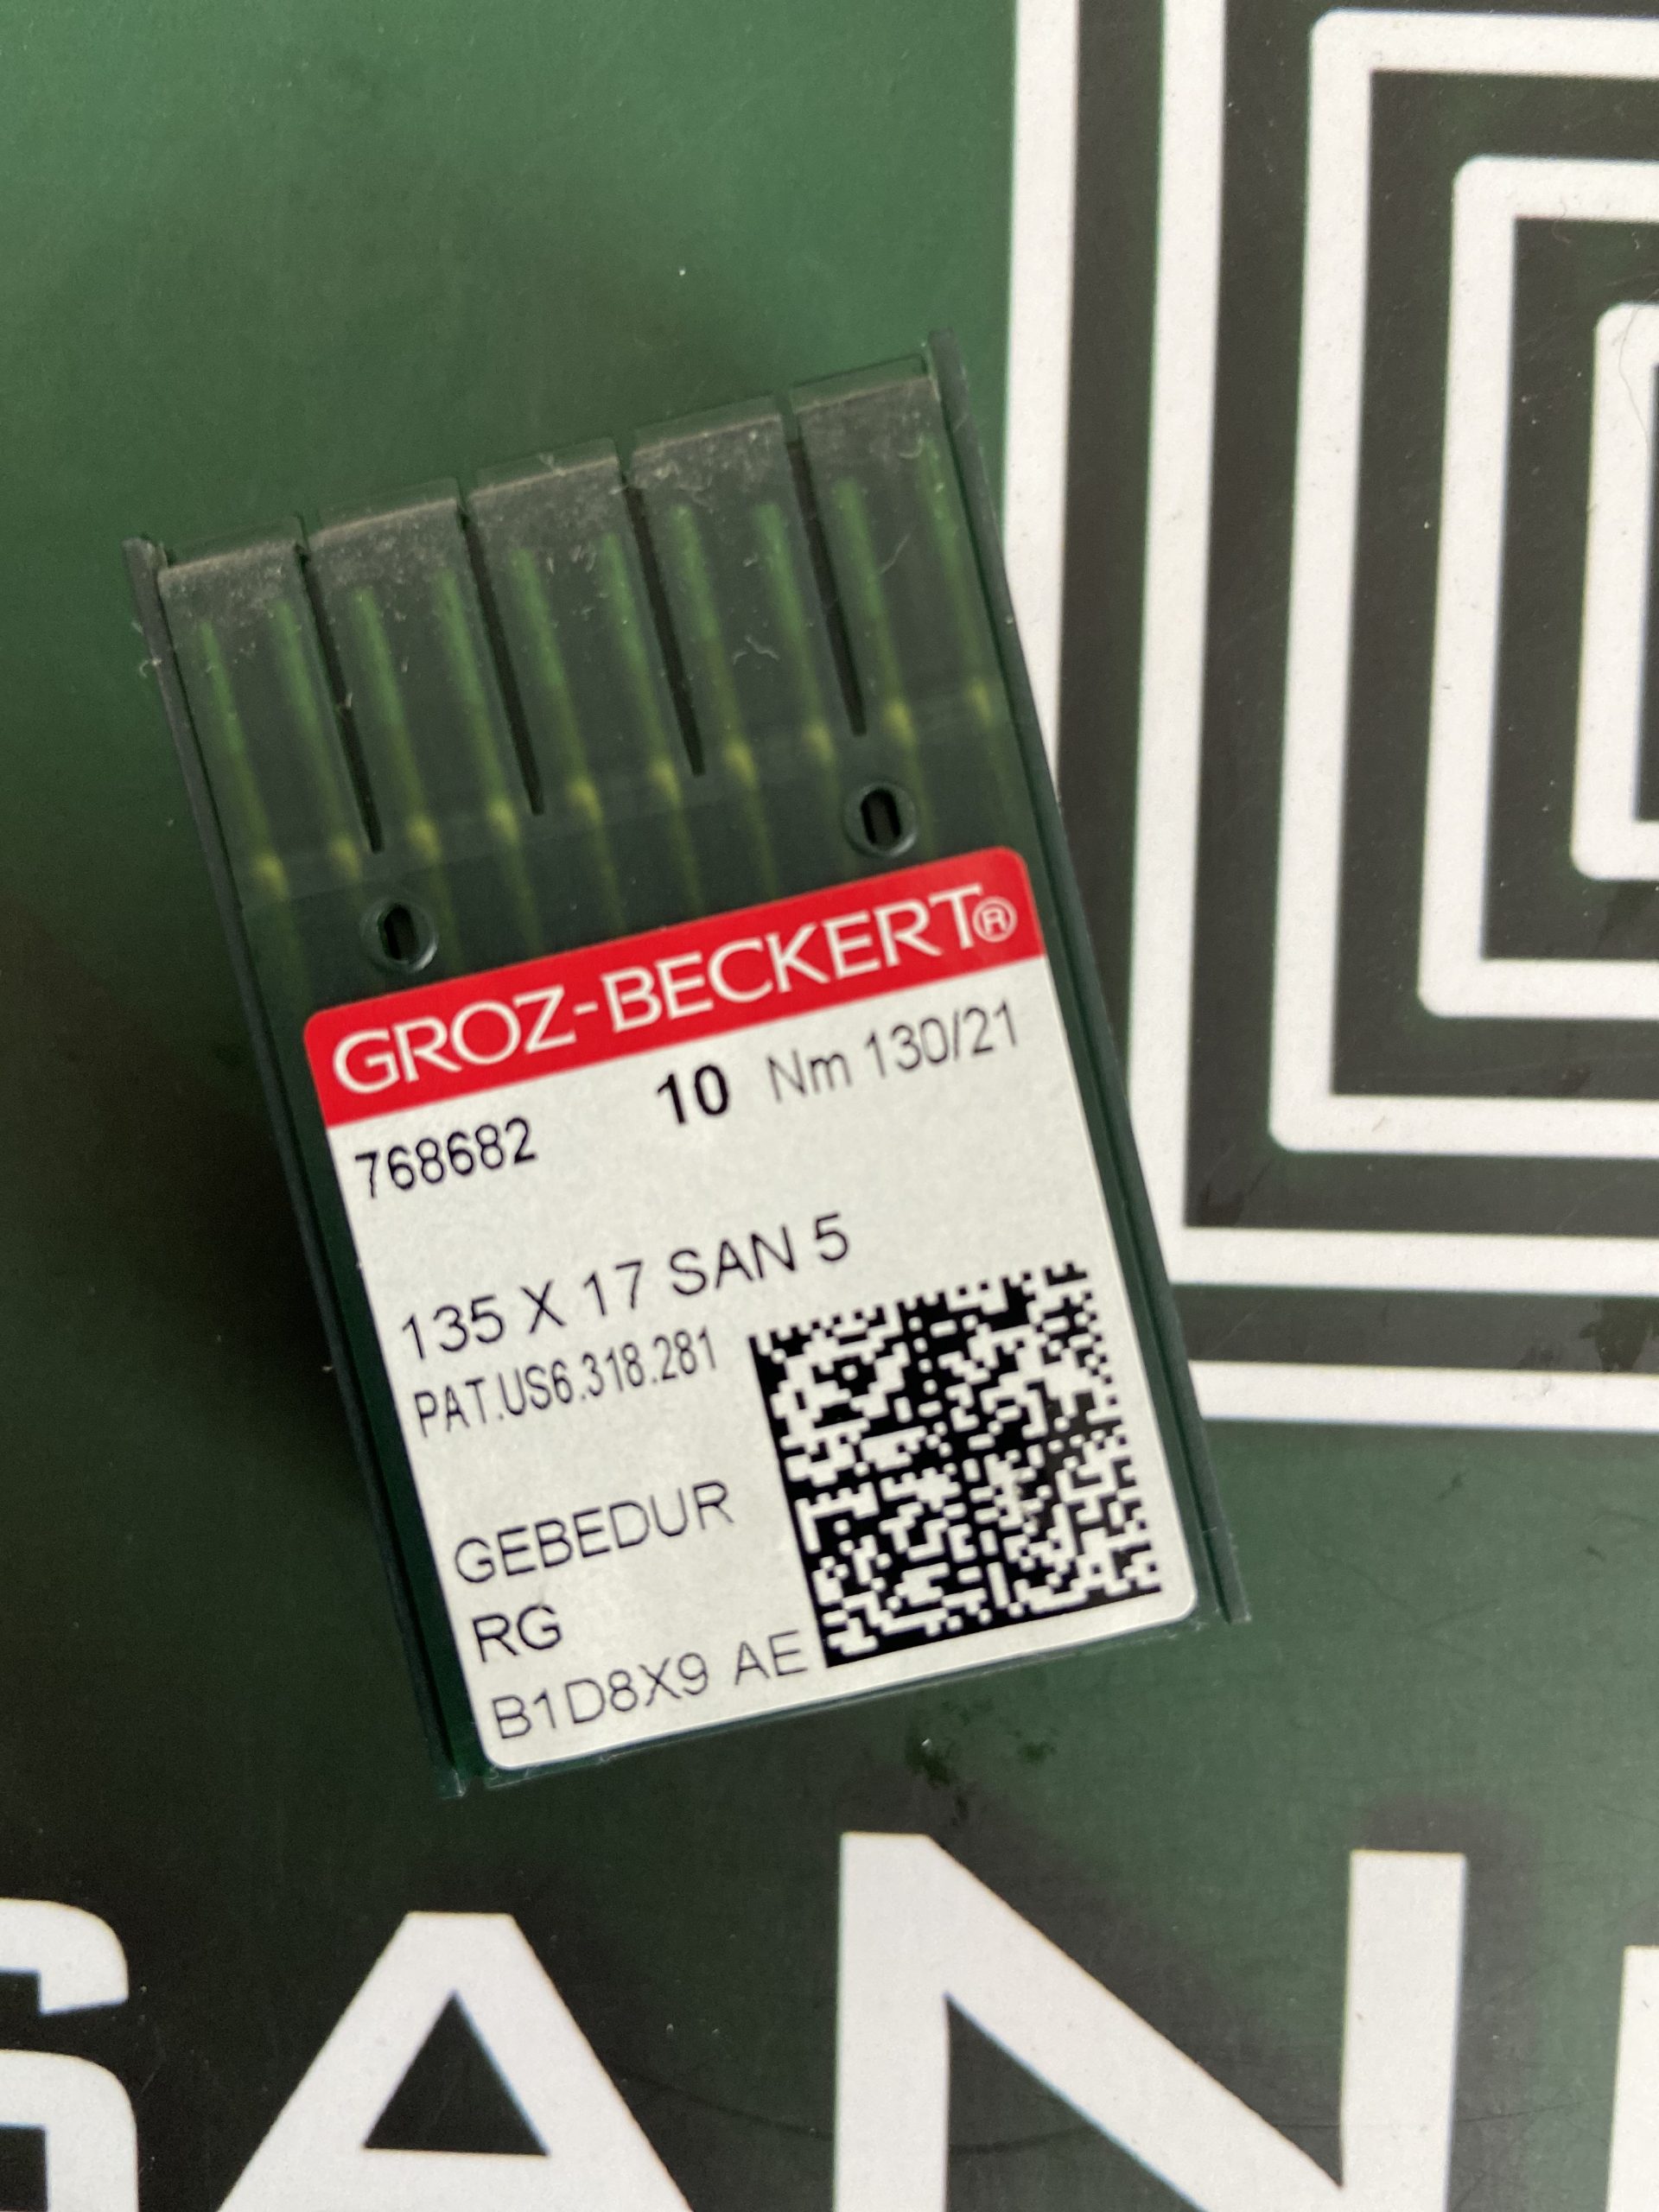 GROZ-BECKERT®
768682 10 Nm 130/21
135 X 17 SAN 5
PAT.US6.318.281
GEBEDUR
RG
B1D8X9 AE
SAN